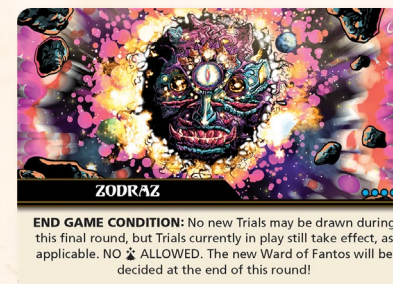 ZODRAZ
END GAME CONDITION: No new Trials may be drawn during
this final round, but Trials currently in play still take effect, as
applicable. NO ALLOWED. The new Ward of Fantos will be
decided at the end of this round!